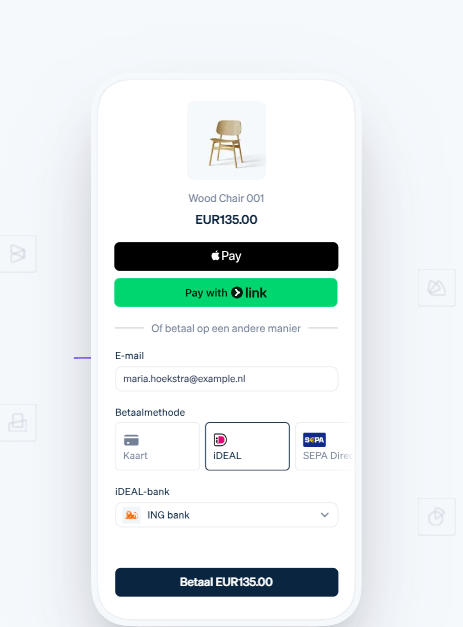 Wood Chair 001
EUR135.00
Pay
Pay with link
Of betaal op een andere manier
E-mail
maria.hoekstra@example.nl
Betaalmethode
Kaart
iDEAL
SEPA
SEPA Direc
iDEAL-bank
ING bank
Betaal EUR135.00